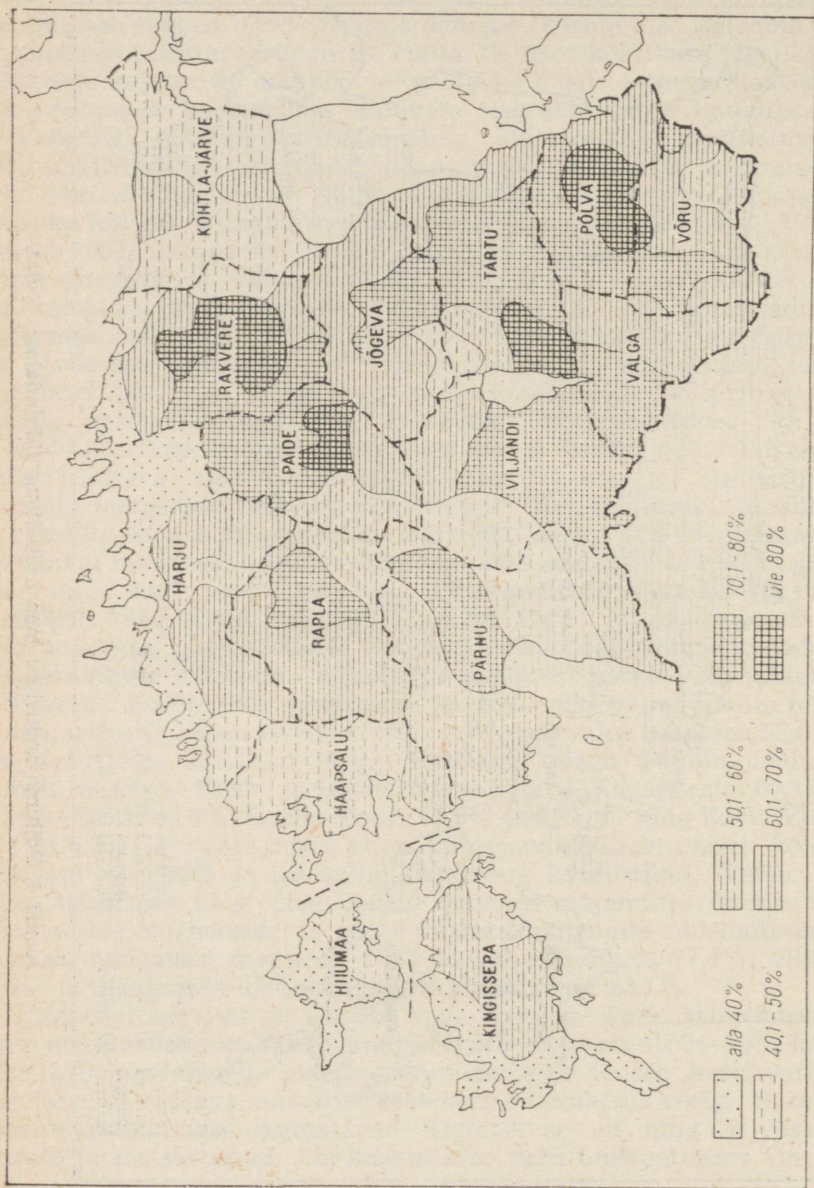 KOHTLA-JÄRVE
RAKVERE
HARJU
PAIDE
RAPLA
HAAPSALU
HIIUMAA
JÕGEVA
TARTU
PÕLVA
VÕRU
VALGA
VILJANDI
PÄRNU
KINGISSEPA
alla 40%
40,1-50%
50,1-60%
60,1-70%
70,1-80%
üle 80%